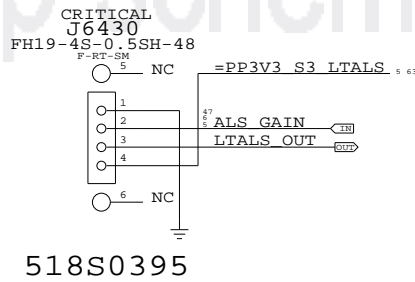 CRITICAL
J6430
FH19-4S-0.5SH-48
F-RT-SM
5 NC
=PP3V3_S3_LTALS 5 63
1
2 47 6 5 ALS_GAIN IN
3 LTALS_OUT OUT
4
6 NC
518S0395